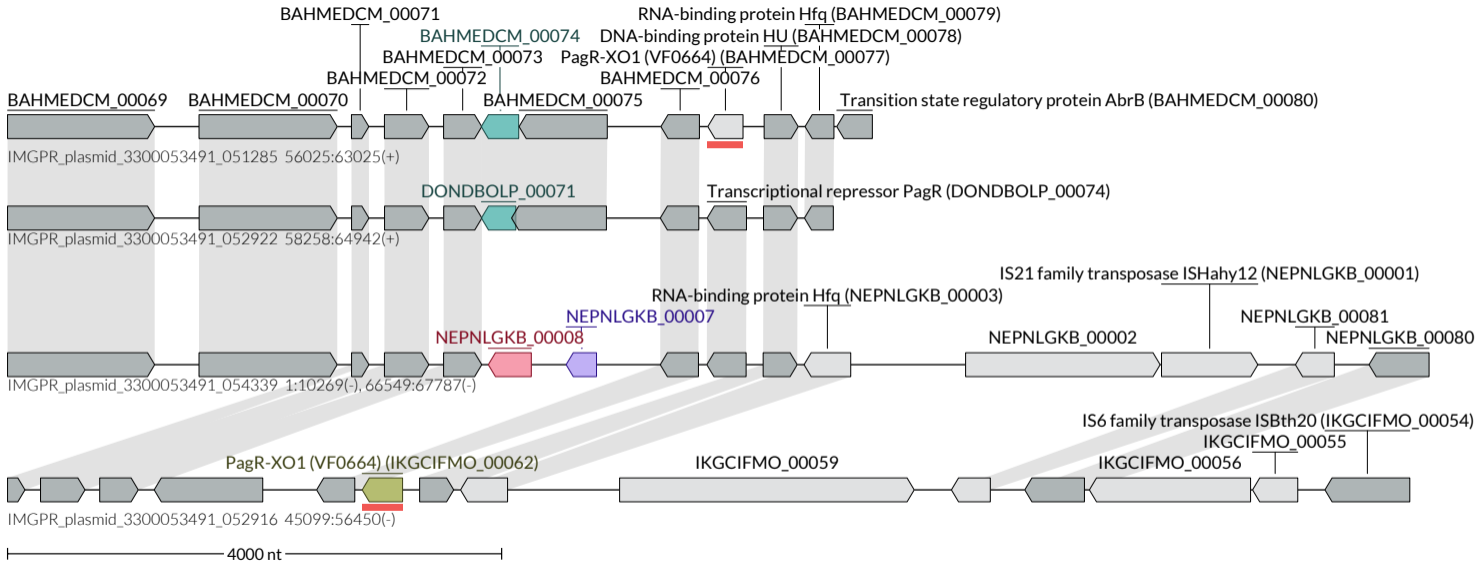 BAHMEDCM_00071
RNA-binding protein Hfq (BAHMEDCM_00079)
BAHMEDCM_00074
DNA-binding protein HU (BAHMEDCM_00078)
BAHMEDCM_00073
PagR-XO1 (VF0664) (BAHMEDCM_00077)
BAHMEDCM_00072
BAHMEDCM_00076
BAHMEDCM_00069
BAHMEDCM_00070
BAHMEDCM_00075
Transition state regulatory protein AbrB (BAHMEDCM_00080)
IMGPR_plasmid_3300053491_051285 56025:63025(+)
DONDBOLP_00071
Transcriptional repressor PagR (DONDBOLP_00074)
IMGPR_plasmid_3300053491_052922 58258:64942(+)
IS21 family transposase ISHahy12 (NEPNLGKB_00001)
RNA-binding protein Hfq (NEPNLGKB_00003)
NEPNLGKB_00007
NEPNLGKB_00081
NEPNLGKB_00008
NEPNLGKB_00002
NEPNLGKB_00080
IMGPR_plasmid_3300053491_054339 1:10269(-), 66549:67787(-)
IS6 family transposase ISBth20 (IKGCIFMO_00054)
IKGCIFMO_00055
PagR-XO1 (VF0664) (IKGCIFMO_00062)
IKGCIFMO_00059
IKGCIFMO_00056
IMGPR_plasmid_3300053491_052916 45099:56450(-)
4000 nt